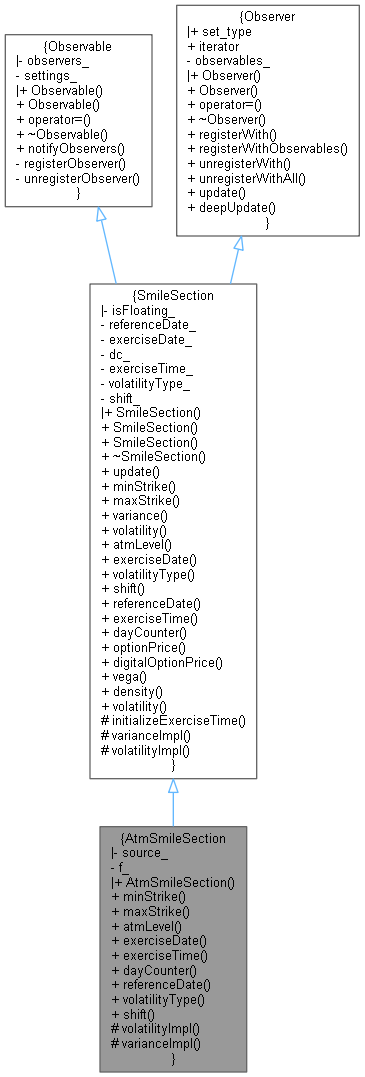 {Observable
|- observers_
- settings_
|+ Observable()
+ Observable()
+ operator=()
+ ~Observable()
+ notifyObservers()
- registerObserver()
- unregisterObserver()
}
{Observer
|+ set_type
+ iterator
- observables_
|+ Observer()
+ Observer()
+ operator=()
+ ~Observer()
+ registerWith()
+ registerWithObservables()
+ unregisterWith()
+ unregisterWithAll()
+ update()
+ deepUpdate()
}
{SmileSection
|- isFloating_
- referenceDate_
- exerciseDate_
- dc_
- exerciseTime_
- volatilityType_
- shift_
|+ SmileSection()
+ SmileSection()
+ SmileSection()
+ ~SmileSection()
+ update()
+ minStrike()
+ maxStrike()
+ variance()
+ volatility()
+ atmLevel()
+ exerciseDate()
+ volatilityType()
+ shift()
+ referenceDate()
+ exerciseTime()
+ dayCounter()
+ optionPrice()
+ digitalOptionPrice()
+ vega()
+ density()
+ volatility()
# initializeExerciseTime()
# varianceImpl()
# volatilityImpl()
}
{AtmSmileSection
|- source_
- f_
|+ AtmSmileSection()
+ minStrike()
+ maxStrike()
+ atmLevel()
+ exerciseDate()
+ exerciseTime()
+ dayCounter()
+ referenceDate()
+ volatilityType()
+ shift()
# volatilityImpl()
# varianceImpl()
}